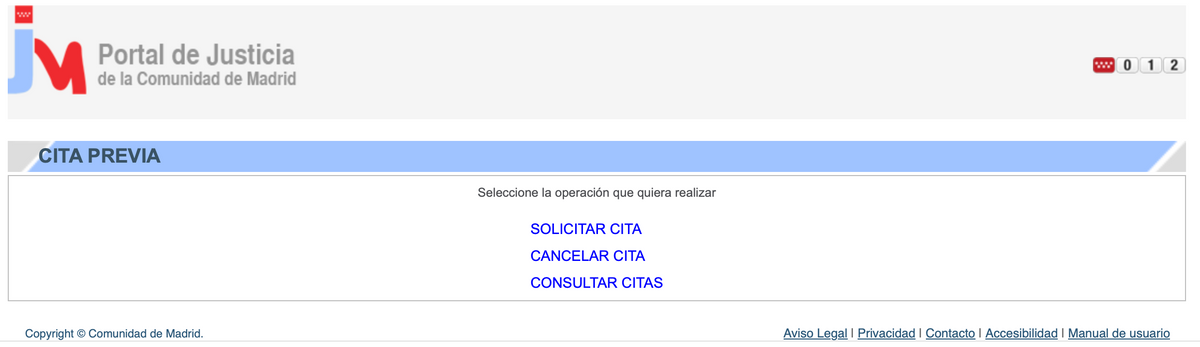 Portal de Justicia
de la Comunidad de Madrid
0 1 2
CITA PREVIA
Seleccione la operación que quiera realizar
SOLICITAR CITA
CANCELAR CITA
CONSULTAR CITAS
Copyright © Comunidad de Madrid.
Aviso Legal | Privacidad | Contacto | Accesibilidad | Manual de usuario